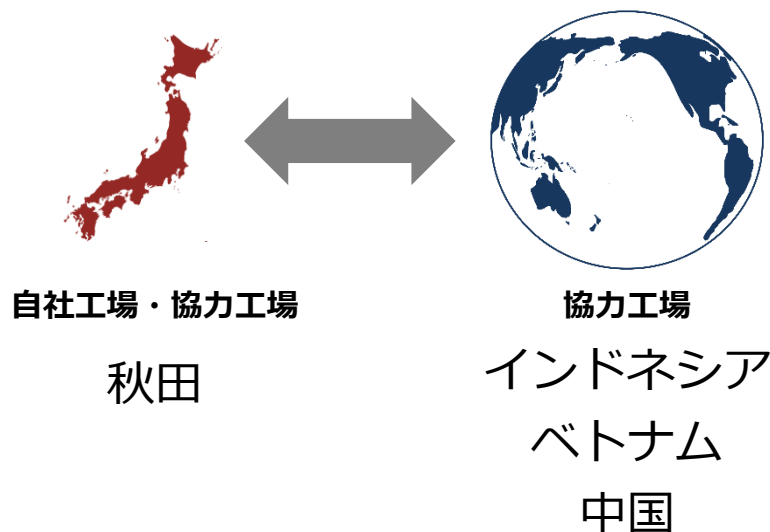 自社工場・協力工場
秋田
協力工場
インドネシア
ベトナム
中国